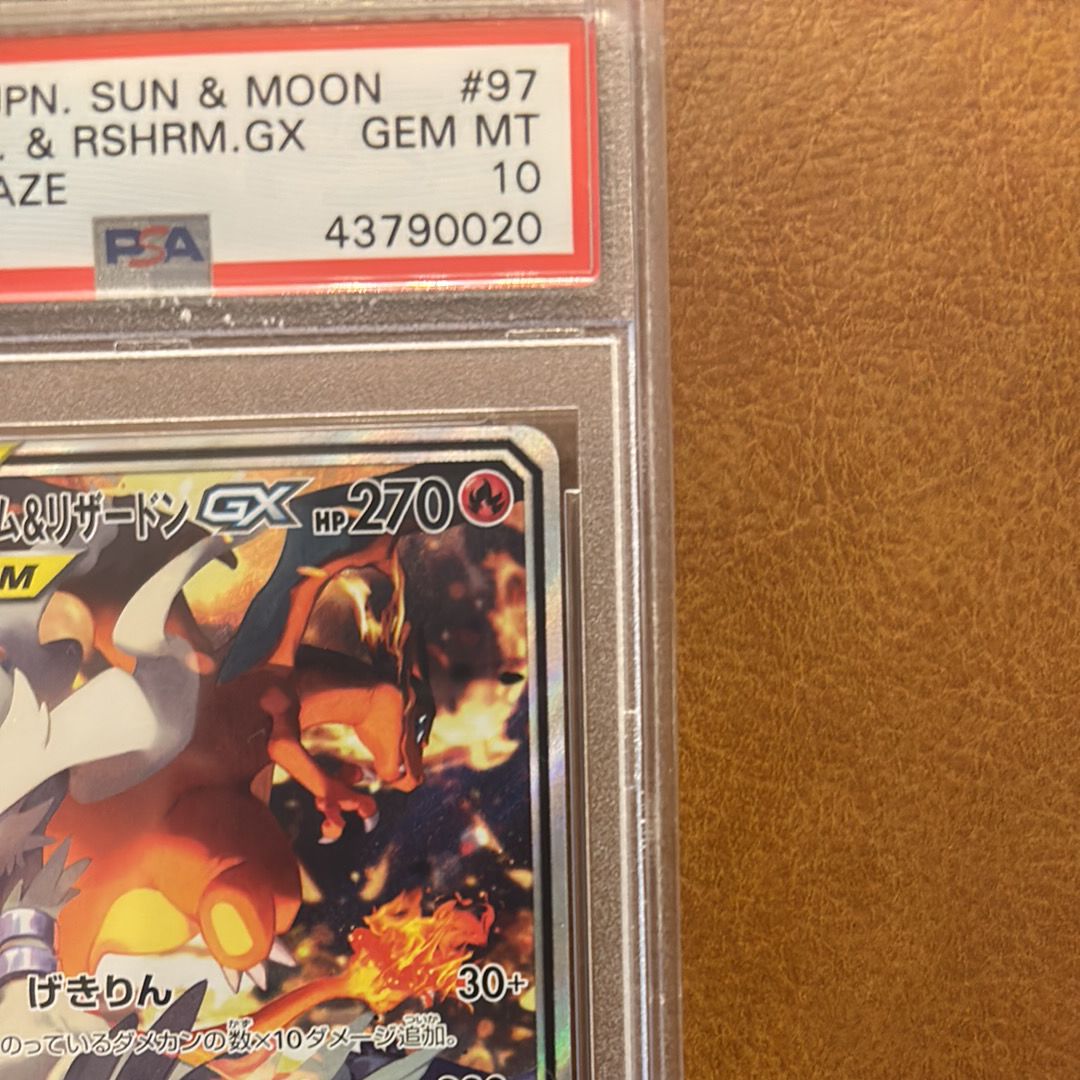 JPN. SUN & MOON #97
. & RSHRM.GX GEM MT
AZE 10
PSA 43790020
ム&リザードン GX HP 270
M
げきりん 30+
のっているダメカンの数×10ダメージ追加。